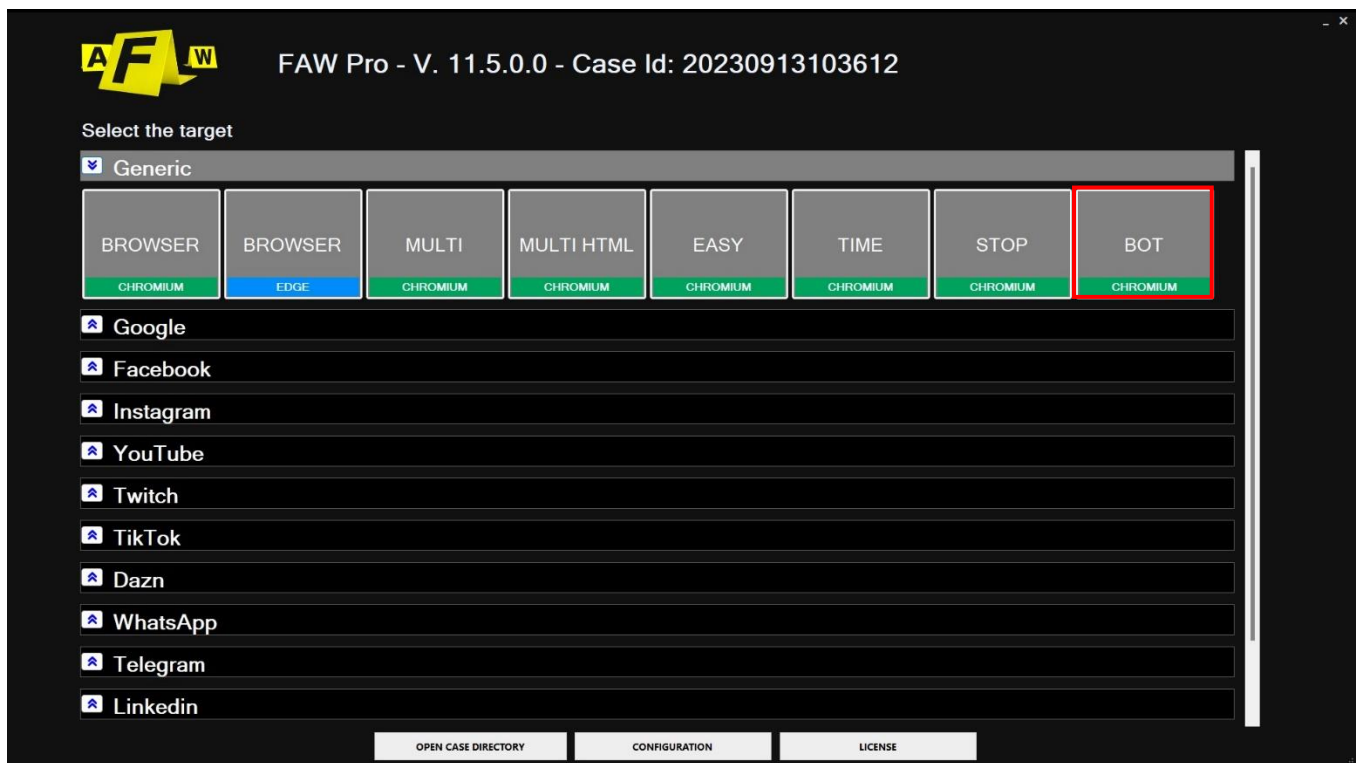 A F W
FAW Pro - V. 11.5.0.0 - Case Id: 20230913103612
Select the target
Generic
BROWSER BROWSER MULTI MULTI HTML EASY TIME STOP BOT
CHROMIUM EDGE CHROMIUM CHROMIUM CHROMIUM CHROMIUM CHROMIUM CHROMIUM
Google
Facebook
Instagram
YouTube
Twitch
TikTok
Dazn
WhatsApp
Telegram
Linkedin
OPEN CASE DIRECTORY CONFIGURATION LICENSE